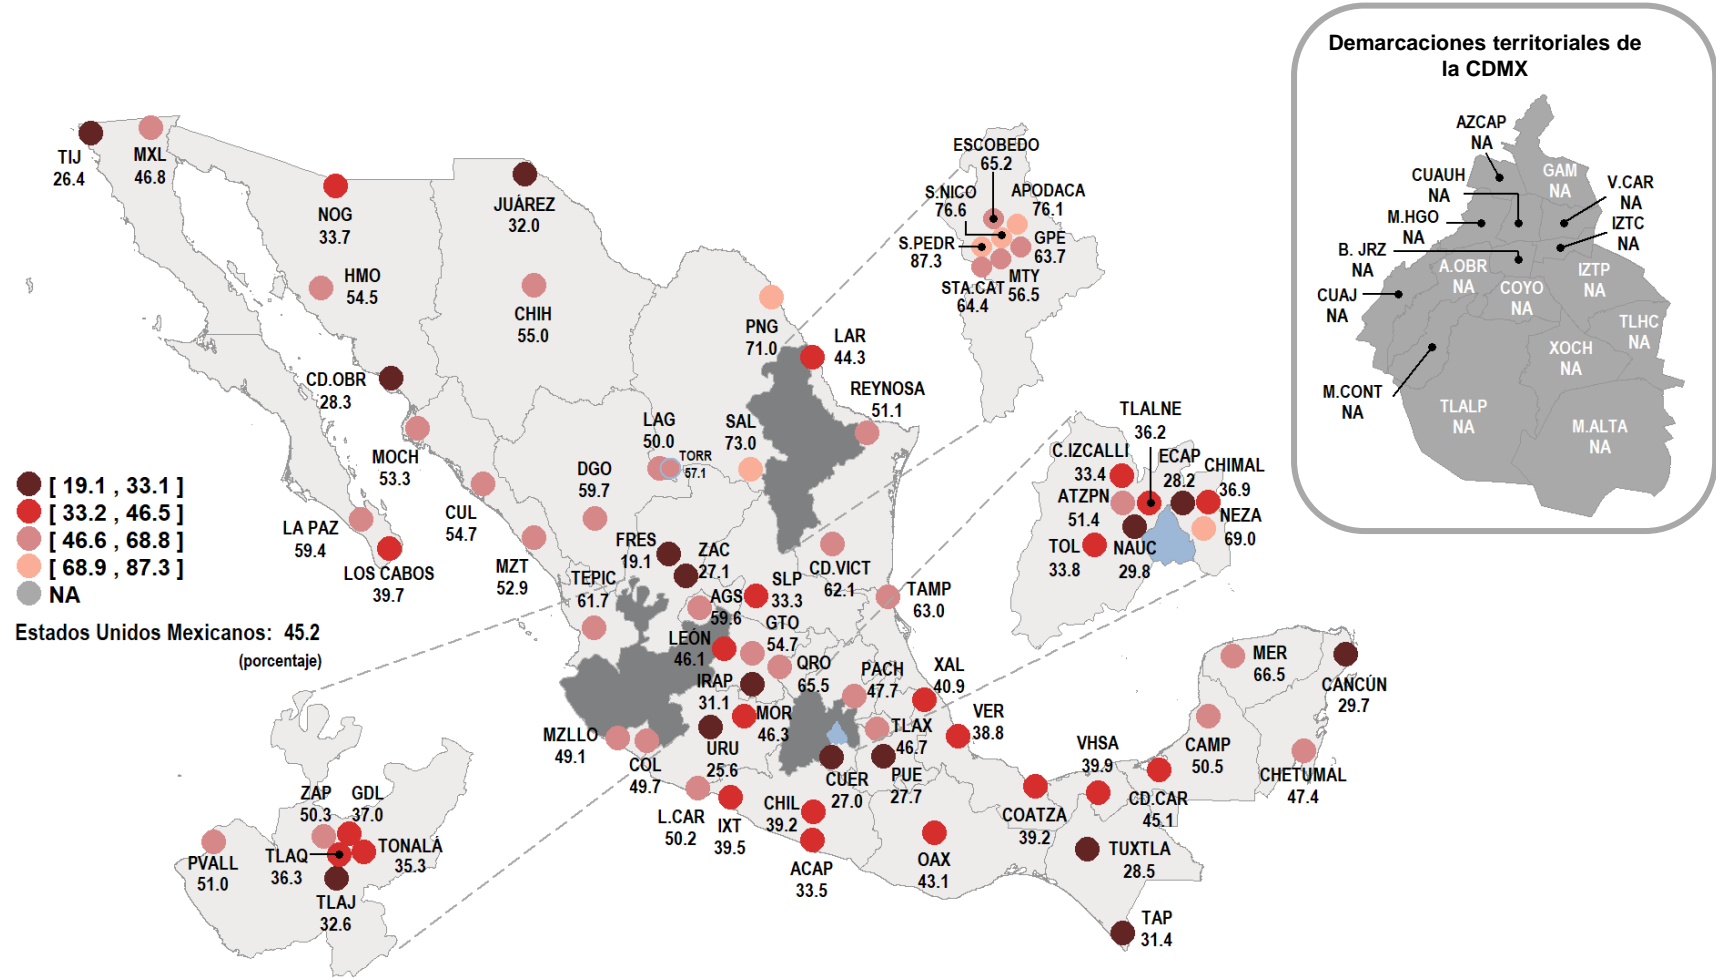 Demarcaciones territoriales de
la CDMX
AZCAP
NA
GAM
NA
CUAUH
NA
V.CAR
NA
M.HGO
NA
IZTC
NA
B. JRZ
NA
A.OBR
NA
IZTP
NA
COYO
NA
CUAJ
NA
TLHC
NA
XOCH
NA
M.CONT
NA
TLALP
NA
M.ALTA
NA
TIJ
26.4
MXL
46.8
NOG
33.7
JUÁREZ
32.0
HMO
54.5
CHIH
55.0
CD.OBR
28.3
MOCH
53.3
LA PAZ
59.4
LOS CABOS
39.7
CUL
54.7
MZT
52.9
DGO
59.7
LAG
50.0
TORR
57.1
SAL
73.0
PNG
71.0
LAR
44.3
REYNOSA
51.1
ESCOBEDO
65.2
S.NICO
76.6
APODACA
76.1
S.PEDR
87.3
GPE
63.7
STA.CAT
64.4
MTY
56.5
TLALNE
36.2
C.IZCALLI
33.4
ECAP
28.2
CHIMAL
36.9
ATZPN
51.4
NEZA
69.0
TOL
33.8
NAUC
29.8
FRES
19.1
ZAC
27.1
TEPIC
61.7
AGS
59.6
SLP
33.3
CD.VICT
62.1
TAMP
63.0
GTO
54.7
LEÓN
46.1
QRO
65.5
IRAP
31.1
PACH
47.7
XAL
40.9
MOR
46.3
TLAX
46.7
VER
38.8
MZLLO
49.1
COL
49.7
URU
25.6
CUER
27.0
PUE
27.7
L.CAR
50.2
IXT
39.5
CHIL
39.2
ACAP
33.5
OAX
43.1
COATZA
39.2
VHSA
39.9
CD.CAR
45.1
TUXTLA
28.5
TAP
31.4
MER
66.5
CANCÚN
29.7
CAMP
50.5
CHETUMAL
47.4
ZAP
50.3
GDL
37.0
PVALL
51.0
TLAQ
36.3
TONALÁ
35.3
TLAJ
32.6
[ 19.1 , 33.1 ]
[ 33.2 , 46.5 ]
[ 46.6 , 68.8 ]
[ 68.9 , 87.3 ]
NA
Estados Unidos Mexicanos: 45.2
(porcentaje)